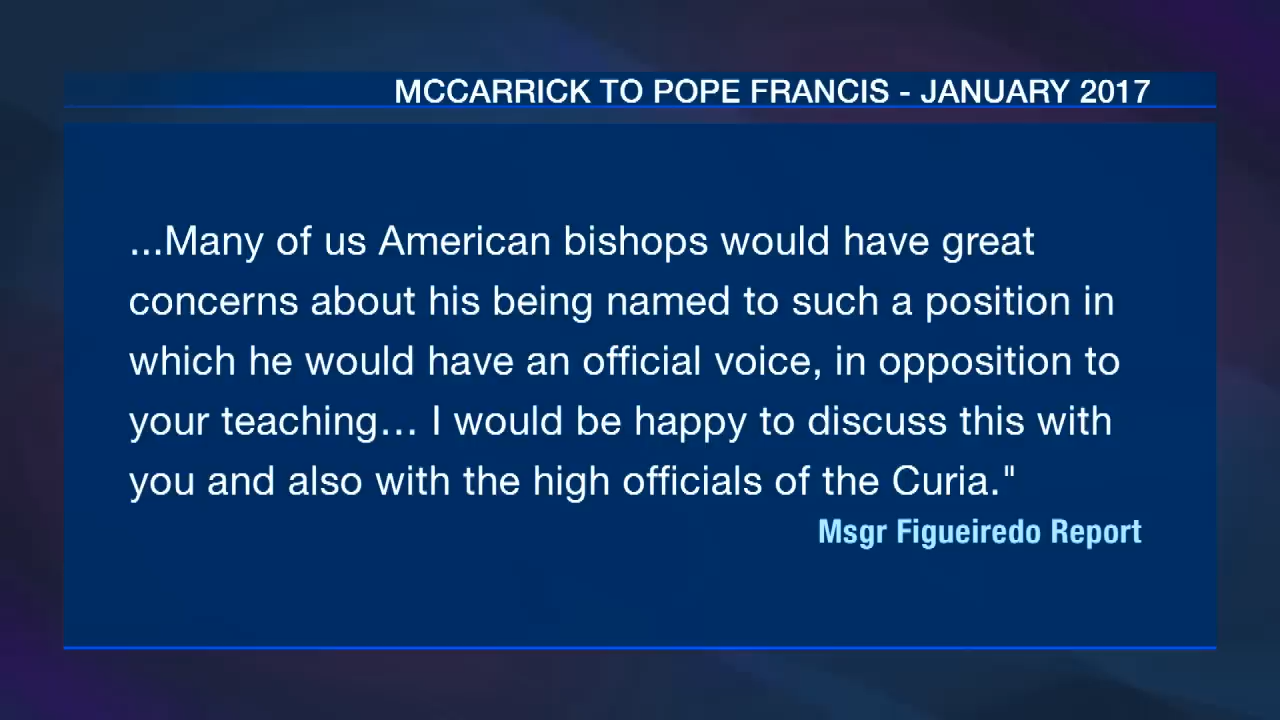 MCCARRICK TO POPE FRANCIS - JANUARY 2017
...Many of us American bishops would have great
concerns about his being named to such a position in
which he would have an official voice, in opposition to
your teaching... I would be happy to discuss this with
you and also with the high officials of the Curia."
Msgr Figueiredo Report